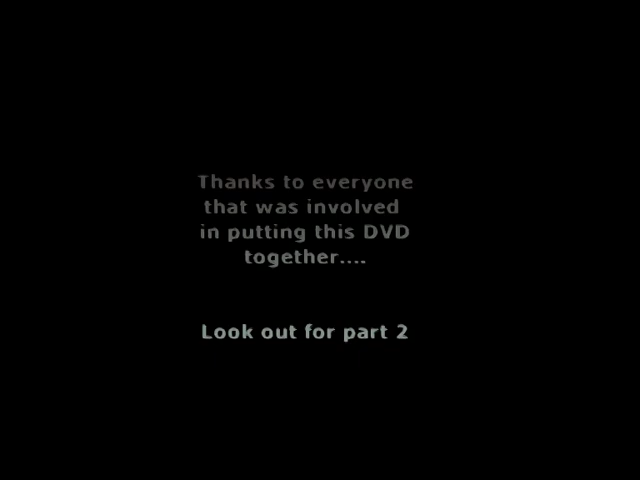 Thanks to everyone
that was involved
in putting this DVD
together....
Look out for part 2